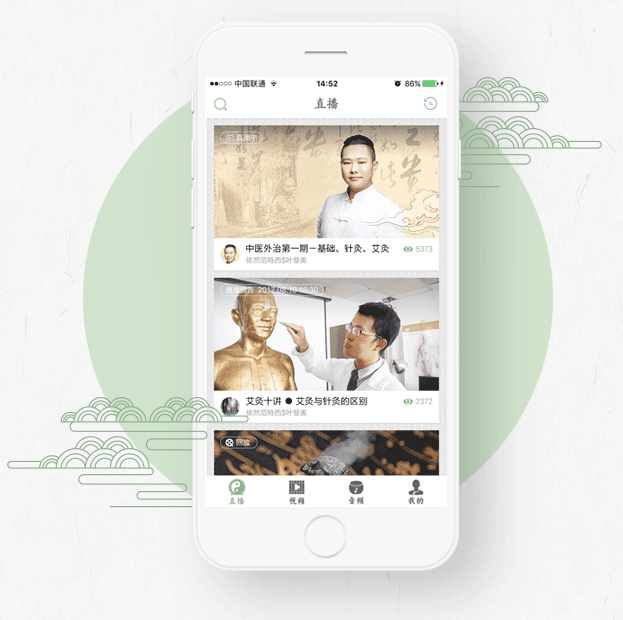 中国联通
14:52
86%
直播
直播中
中医外治第一期－基础、针灸、艾灸
5373
依然范特西$叶慧美
直播预告 2017.08.10 16:30
艾灸十讲 ● 艾灸与针灸的区别
2372
依然范特西$叶慧美
回放
直播
视频
音频
我的